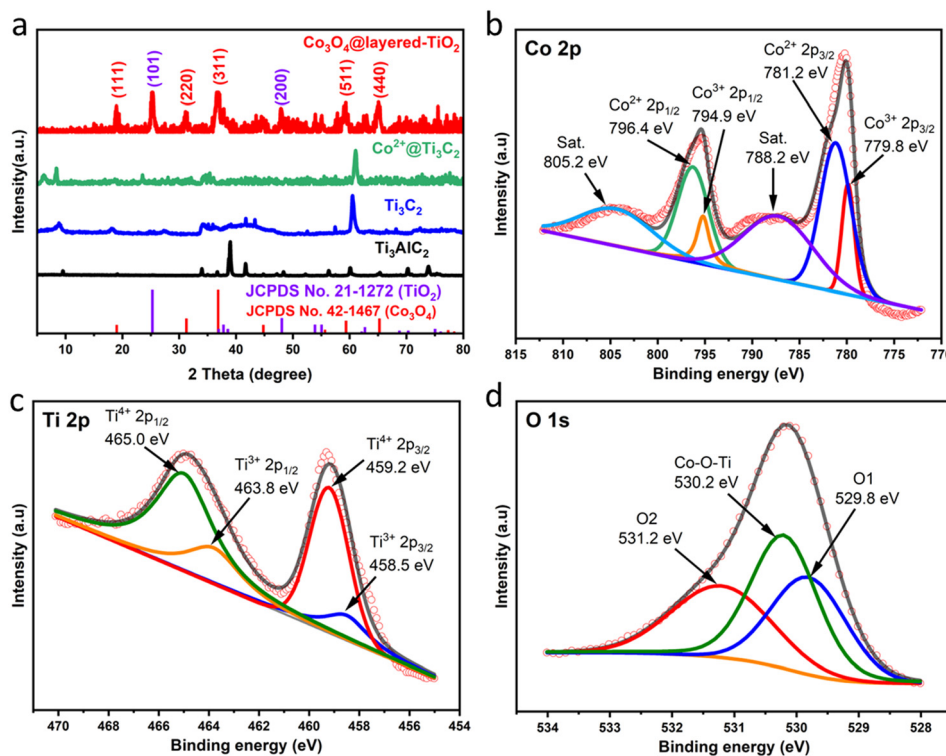 a
Co₃O₄@layered-TiO₂
(111)
(101)
(220)
(311)
(200)
(511)
(440)
Co²⁺@Ti₃C₂
Ti₃C₂
Ti₃AlC₂
JCPDS No. 21-1272 (TiO₂)
JCPDS No. 42-1467 (Co₃O₄)
Intensity(a.u.)
10 20 30 40 50 60 70 80
2 Theta (degree)
b
Co 2p
Co²⁺ 2p₃/₂
781.2 eV
Co²⁺ 2p₁/₂
796.4 eV
Co³⁺ 2p₁/₂
794.9 eV
Co³⁺ 2p₃/₂
779.8 eV
Sat.
805.2 eV
Sat.
788.2 eV
Intensity (a.u)
815 810 805 800 795 790 785 780 775 770
Binding energy (eV)
c
Ti 2p
Ti⁴⁺ 2p₁/₂
465.0 eV
Ti³⁺ 2p₁/₂
463.8 eV
Ti⁴⁺ 2p₃/₂
459.2 eV
Ti³⁺ 2p₃/₂
458.5 eV
Intensity (a.u)
470 468 466 464 462 460 458 456 454
Binding energy (eV)
d
O 1s
Co-O-Ti
530.2 eV
O1
529.8 eV
O2
531.2 eV
Intensity (a.u)
534 533 532 531 530 529 528
Binding energy (eV)